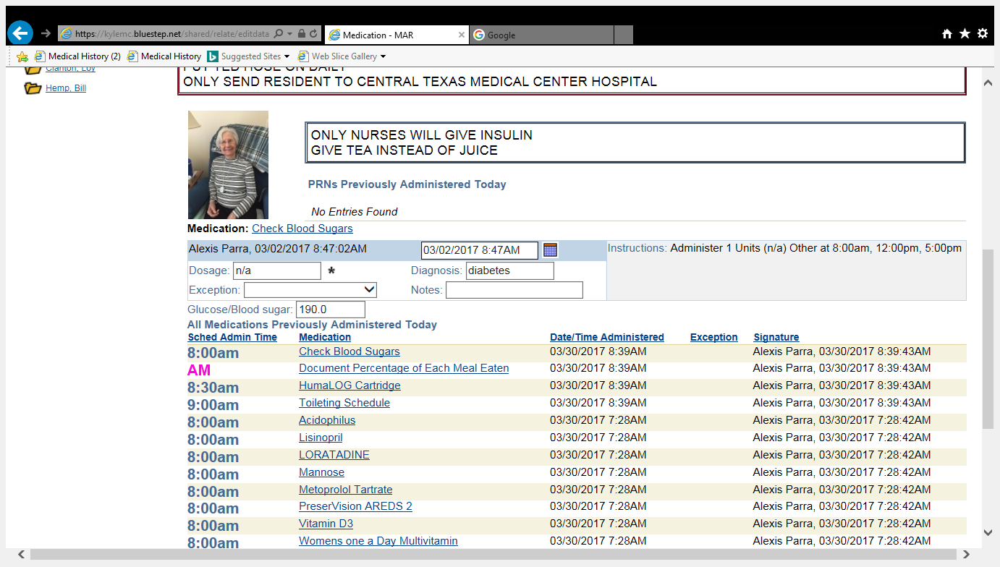 https://kylemc.bluestep.net/shared/relate/editdata
Medication - MAR
Google
Medical History (2)
Medical History
Suggested Sites
Web Slice Gallery
Clanton, Loy
Hemp, Bill
PUT TED HOSE ON DAILY
ONLY SEND RESIDENT TO CENTRAL TEXAS MEDICAL CENTER HOSPITAL
ONLY NURSES WILL GIVE INSULIN
GIVE TEA INSTEAD OF JUICE
PRNs Previously Administered Today
No Entries Found
Medication: Check Blood Sugars
Alexis Parra, 03/02/2017 8:47:02AM 03/02/2017 8:47AM Instructions: Administer 1 Units (n/a) Other at 8:00am, 12:00pm, 5:00pm
Dosage: n/a * Diagnosis: diabetes
Exception: Notes:
Glucose/Blood sugar: 190.0
All Medications Previously Administered Today
Sched Admin Time Medication Date/Time Administered Exception Signature
8:00am Check Blood Sugars 03/30/2017 8:39AM Alexis Parra, 03/30/2017 8:39:43AM
AM Document Percentage of Each Meal Eaten 03/30/2017 8:39AM Alexis Parra, 03/30/2017 8:39:43AM
8:30am HumaLOG Cartridge 03/30/2017 8:39AM Alexis Parra, 03/30/2017 8:39:43AM
9:00am Toileting Schedule 03/30/2017 8:39AM Alexis Parra, 03/30/2017 8:39:43AM
8:00am Acidophilus 03/30/2017 7:28AM Alexis Parra, 03/30/2017 7:28:42AM
8:00am Lisinopril 03/30/2017 7:28AM Alexis Parra, 03/30/2017 7:28:42AM
8:00am LORATADINE 03/30/2017 7:28AM Alexis Parra, 03/30/2017 7:28:42AM
8:00am Mannose 03/30/2017 7:28AM Alexis Parra, 03/30/2017 7:28:42AM
8:00am Metoprolol Tartrate 03/30/2017 7:28AM Alexis Parra, 03/30/2017 7:28:42AM
8:00am PreserVision AREDS 2 03/30/2017 7:28AM Alexis Parra, 03/30/2017 7:28:42AM
8:00am Vitamin D3 03/30/2017 7:28AM Alexis Parra, 03/30/2017 7:28:42AM
8:00am Womens one a Day Multivitamin 03/30/2017 7:28AM Alexis Parra, 03/30/2017 7:28:42AM